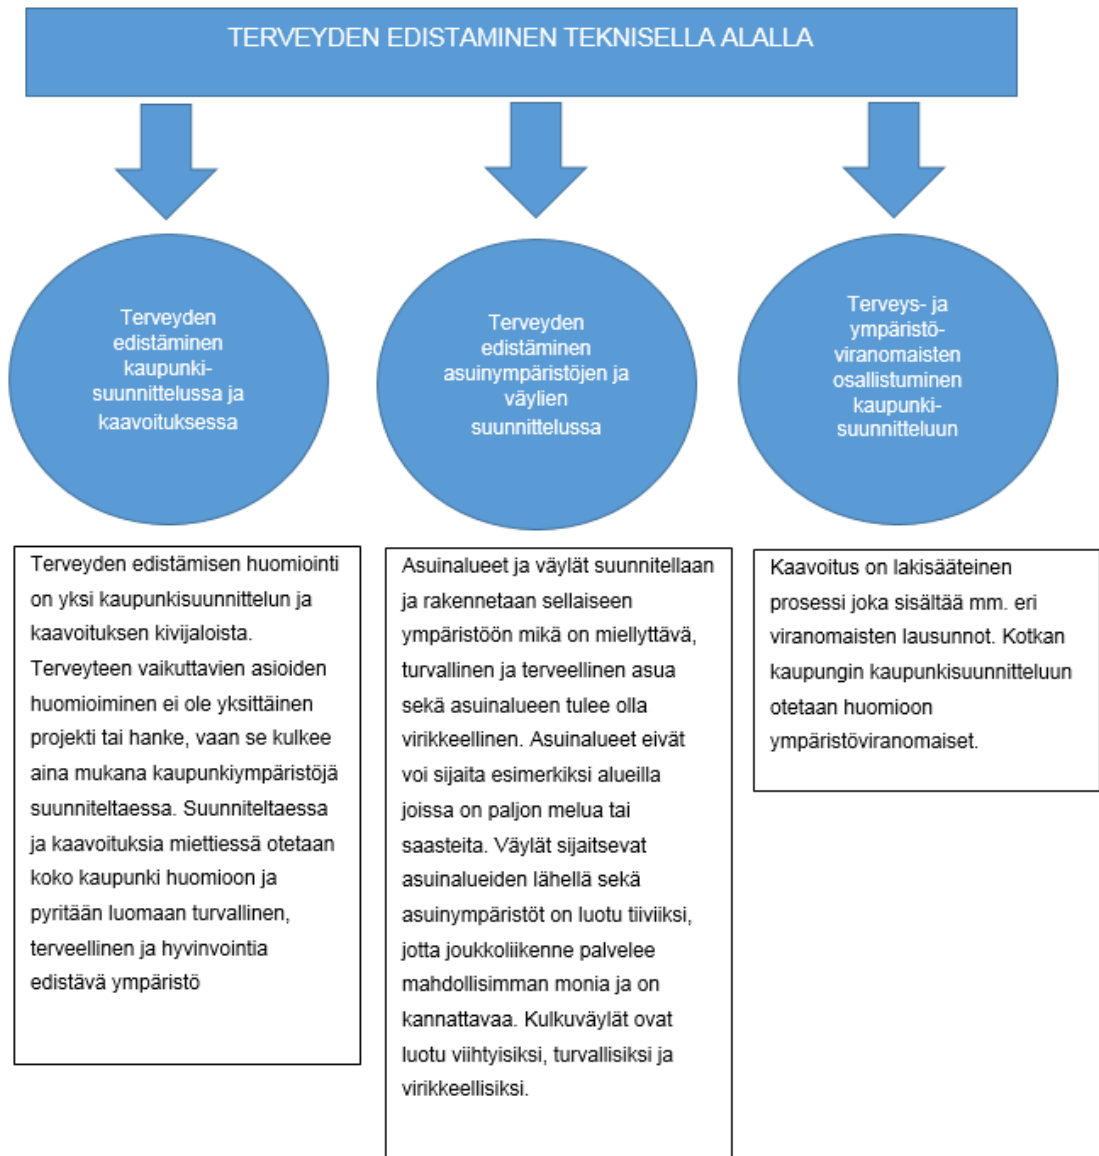 TERVEYDEN EDISTAMINEN TEKNISELLA ALALLA
Terveyden
edistäminen
kaupunki-
suunnittelussa ja
kaavoituksessa
Terveyden
edistäminen
asuinympäristöjen ja
väylien
suunnittelussa
Terveys- ja
ympäristö-
viranomaisten
osallistuminen
kaupunki-
suunnitteluun
Terveyden edistämisen huomiointi
on yksi kaupunkisuunnittelun ja
kaavoituksen kivijaloista.
Terveyteen vaikuttavien asioiden
huomioiminen ei ole yksittäinen
projekti tai hanke, vaan se kulkee
aina mukana kaupunkiympäristöjä
suunniteltaessa. Suunniteltaessa
ja kaavoituksia miettiessä otetaan
koko kaupunki huomioon ja
pyritään luomaan turvallinen,
terveellinen ja hyvinvointia
edistävä ympäristö
Asuinalueet ja väylät suunnitellaan
ja rakennetaan sellaiseen
ympäristöön mikä on miellyttävä,
turvallinen ja terveellinen asua
sekä asuinalueen tulee olla
virikkeellinen. Asuinalueet eivät
voi sijaita esimerkiksi alueilla
joissa on paljon melua tai
saasteita. Väylät sijaitsevat
asuinalueiden lähellä sekä
asuinympäristöt on luotu tiiviiksi,
jotta joukkoliikenne palvelee
mahdollisimman monia ja on
kannattavaa. Kulkuväylät ovat
luotu viihtyisiksi, turvallisiksi ja
virikkeellisiksi.
Kaavoitus on lakisääteinen
prosessi joka sisältää mm. eri
viranomaisten lausunnot. Kotkan
kaupungin kaupunkisuunnitteluun
otetaan huomioon
ympäristöviranomaiset.